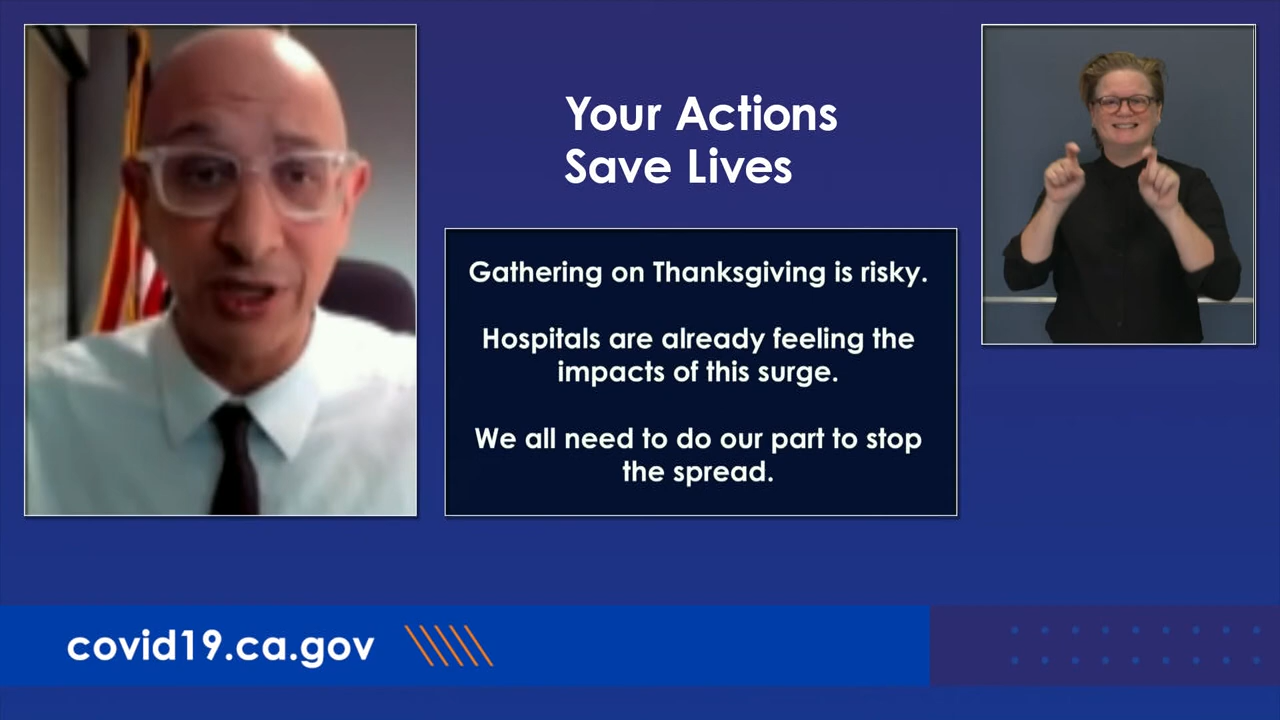 Your Actions
Save Lives
Gathering on Thanksgiving is risky.
Hospitals are already feeling the
impacts of this surge.
We all need to do our part to stop
the spread.
covid19.ca.gov